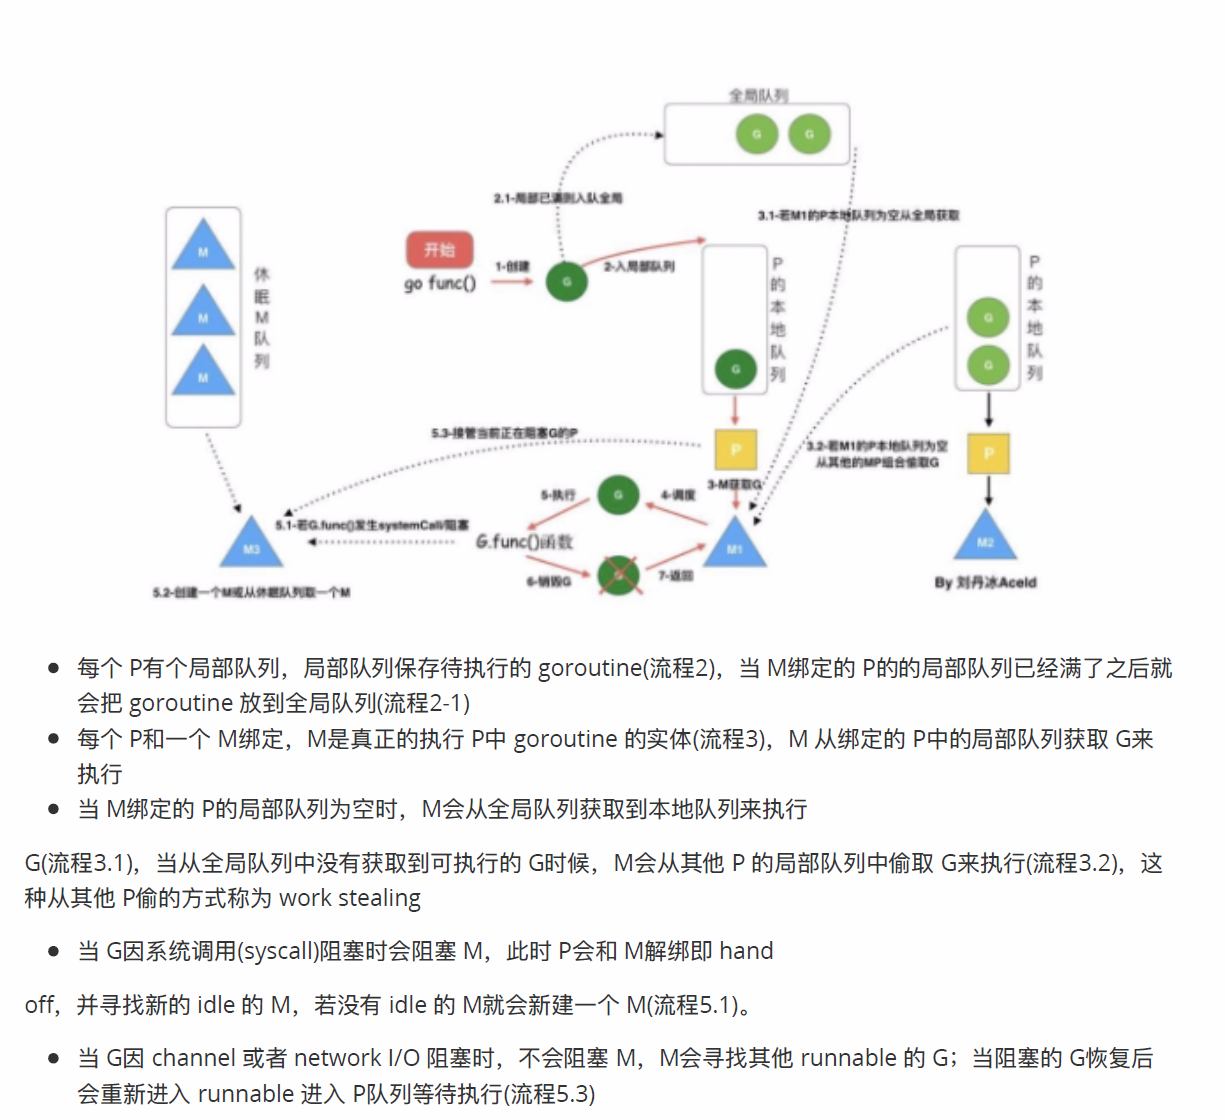 全局队列
G
G
2.1-局部已满则入队全局
3.1-若M1的P本地队列为空从全局获取
开始
go func()
1-创建
G
2-入局部队列
P的本地队列
G
P的本地队列
G
G
M
M
M
休眠M队列
5.3-接管当前正在阻塞G的P
P
P
3.2-若M1的P本地队列为空
从其他的MP组合偷取G
3-M获取G
5-执行
G
4-调度
5.1-若G.func()发生systemCall/阻塞
G.func()函数
M3
M1
M2
6-销毁G
G
7-返回
5.2-创建一个M或从休眠队列取一个M
By 刘丹冰Aceld
每个 P有个局部队列，局部队列保存待执行的 goroutine(流程2)，当 M绑定的 P的的局部队列已经满了之后就
会把 goroutine 放到全局队列(流程2-1)
每个 P和一个 M绑定，M是真正的执行 P中 goroutine 的实体(流程3)，M 从绑定的 P中的局部队列获取 G来
执行
当 M绑定的 P的局部队列为空时，M会从全局队列获取到本地队列来执行
G(流程3.1)，当从全局队列中没有获取到可执行的 G时候，M会从其他 P 的局部队列中偷取 G来执行(流程3.2)，这
种从其他 P偷的方式称为 work stealing
当 G因系统调用(syscall)阻塞时会阻塞 M，此时 P会和 M解绑即 hand
off，并寻找新的 idle 的 M，若没有 idle 的 M就会新建一个 M(流程5.1)。
当 G因 channel 或者 network I/O 阻塞时，不会阻塞 M，M会寻找其他 runnable 的 G；当阻塞的 G恢复后
会重新进入 runnable 进入 P队列等待执行(流程5.3)